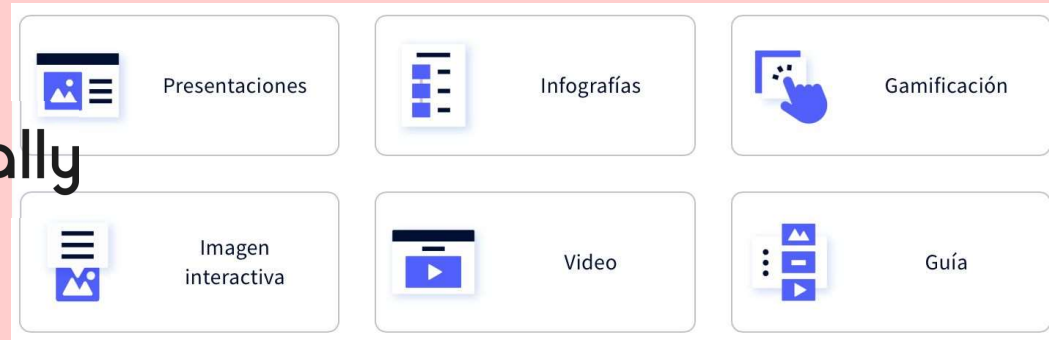 Presentaciones
Infografías
Gamificación
ally
Imagen
interactiva
Video
Guía